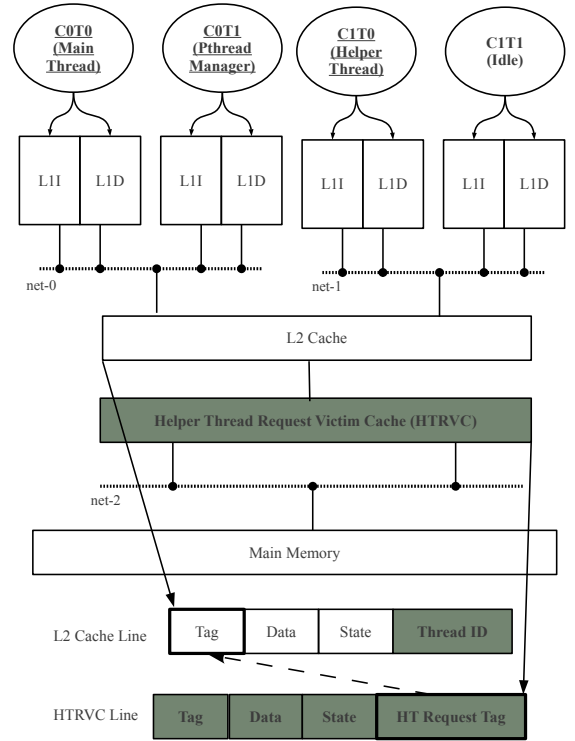 C0T0
(Main
Thread)
C0T1
(Pthread
Manager)
C1T0
(Helper
Thread)
C1T1
(Idle)
L1I
L1D
L1I
L1D
L1I
L1D
L1I
L1D
net-0
net-1
L2 Cache
Helper Thread Request Victim Cache (HTRVC)
net-2
Main Memory
L2 Cache Line
Tag
Data
State
Thread ID
HTRVC Line
Tag
Data
State
HT Request Tag